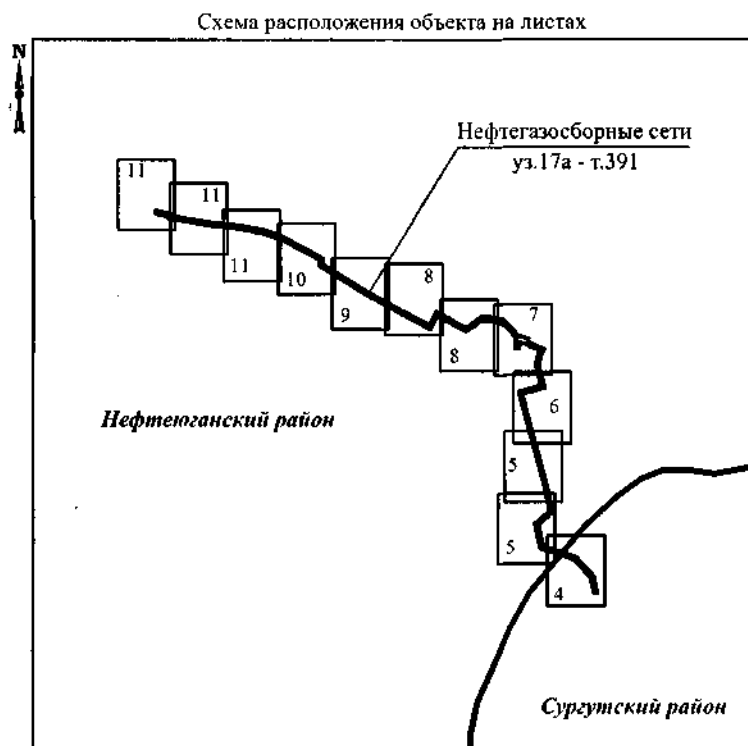 Схема расположения объекта на листах
N
Нефтегазосборные сети
уз.17а - т.391
11
11
11
10
9
8
8
7
6
5
5
4
Нефтеюганский район
Сургутский район